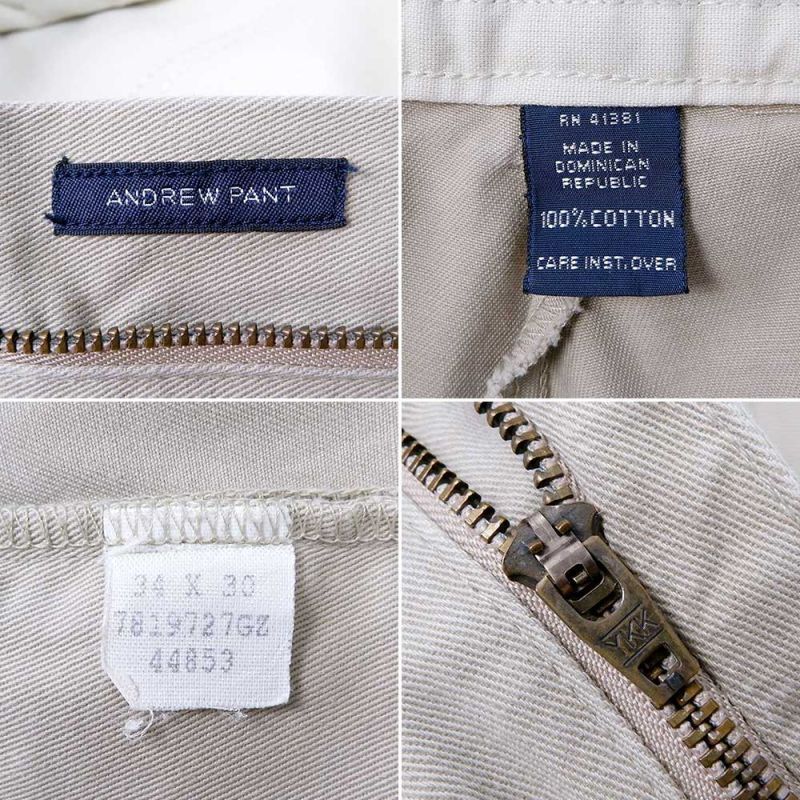 ANDREW PANT
RN 41381
MADE IN
DOMINICAN
REPUBLIC
100% COTTON
CARE INST. OVER
34 X 30
7819727GZ
44853
YKK